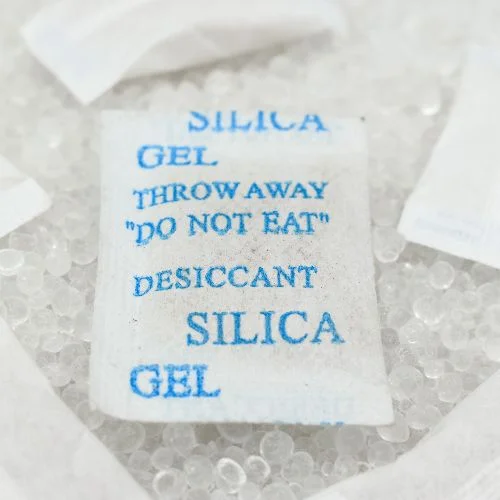 SILICA
GEL
THROW AWAY
"DO NOT EAT"
DESICCANT
SILICA
GEL